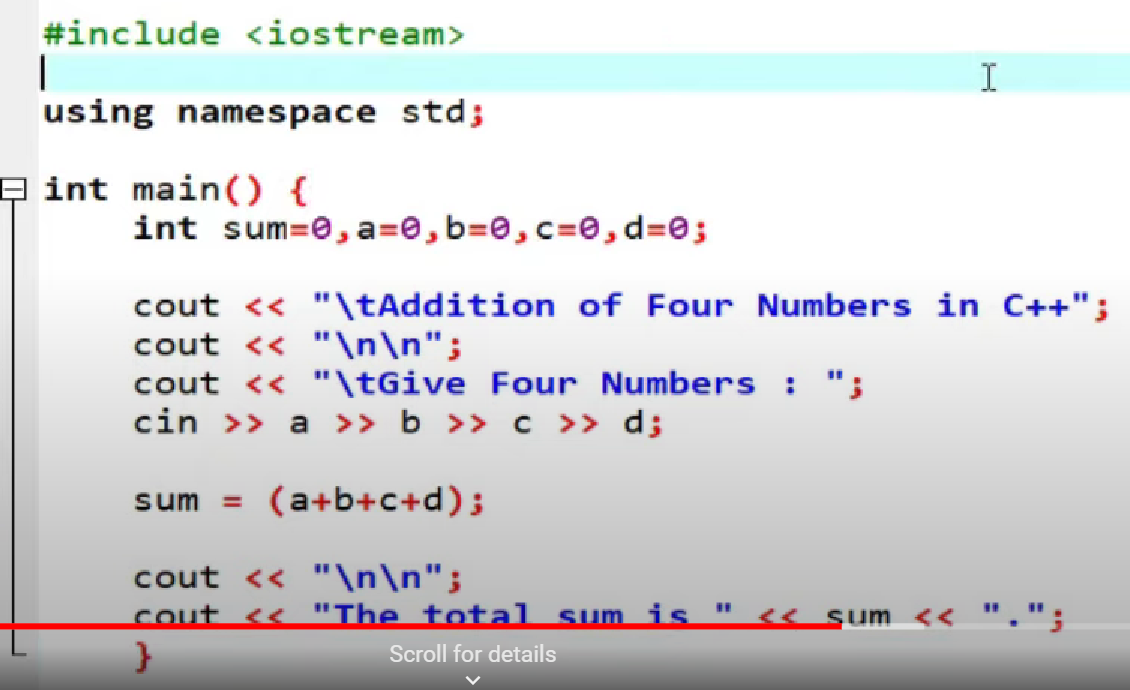 #include <iostream>
using namespace std;
int main() {
int sum=0,a=0,b=0,c=0,d=0;
cout << "\tAddition of Four Numbers in C++";
cout << "\n\n";
cout << "\tGive Four Numbers : ";
cin >> a >> b >> c >> d;
sum = (a+b+c+d);
cout << "\n\n";
cout << "The total sum is " << sum << ".";
}
Scroll for details